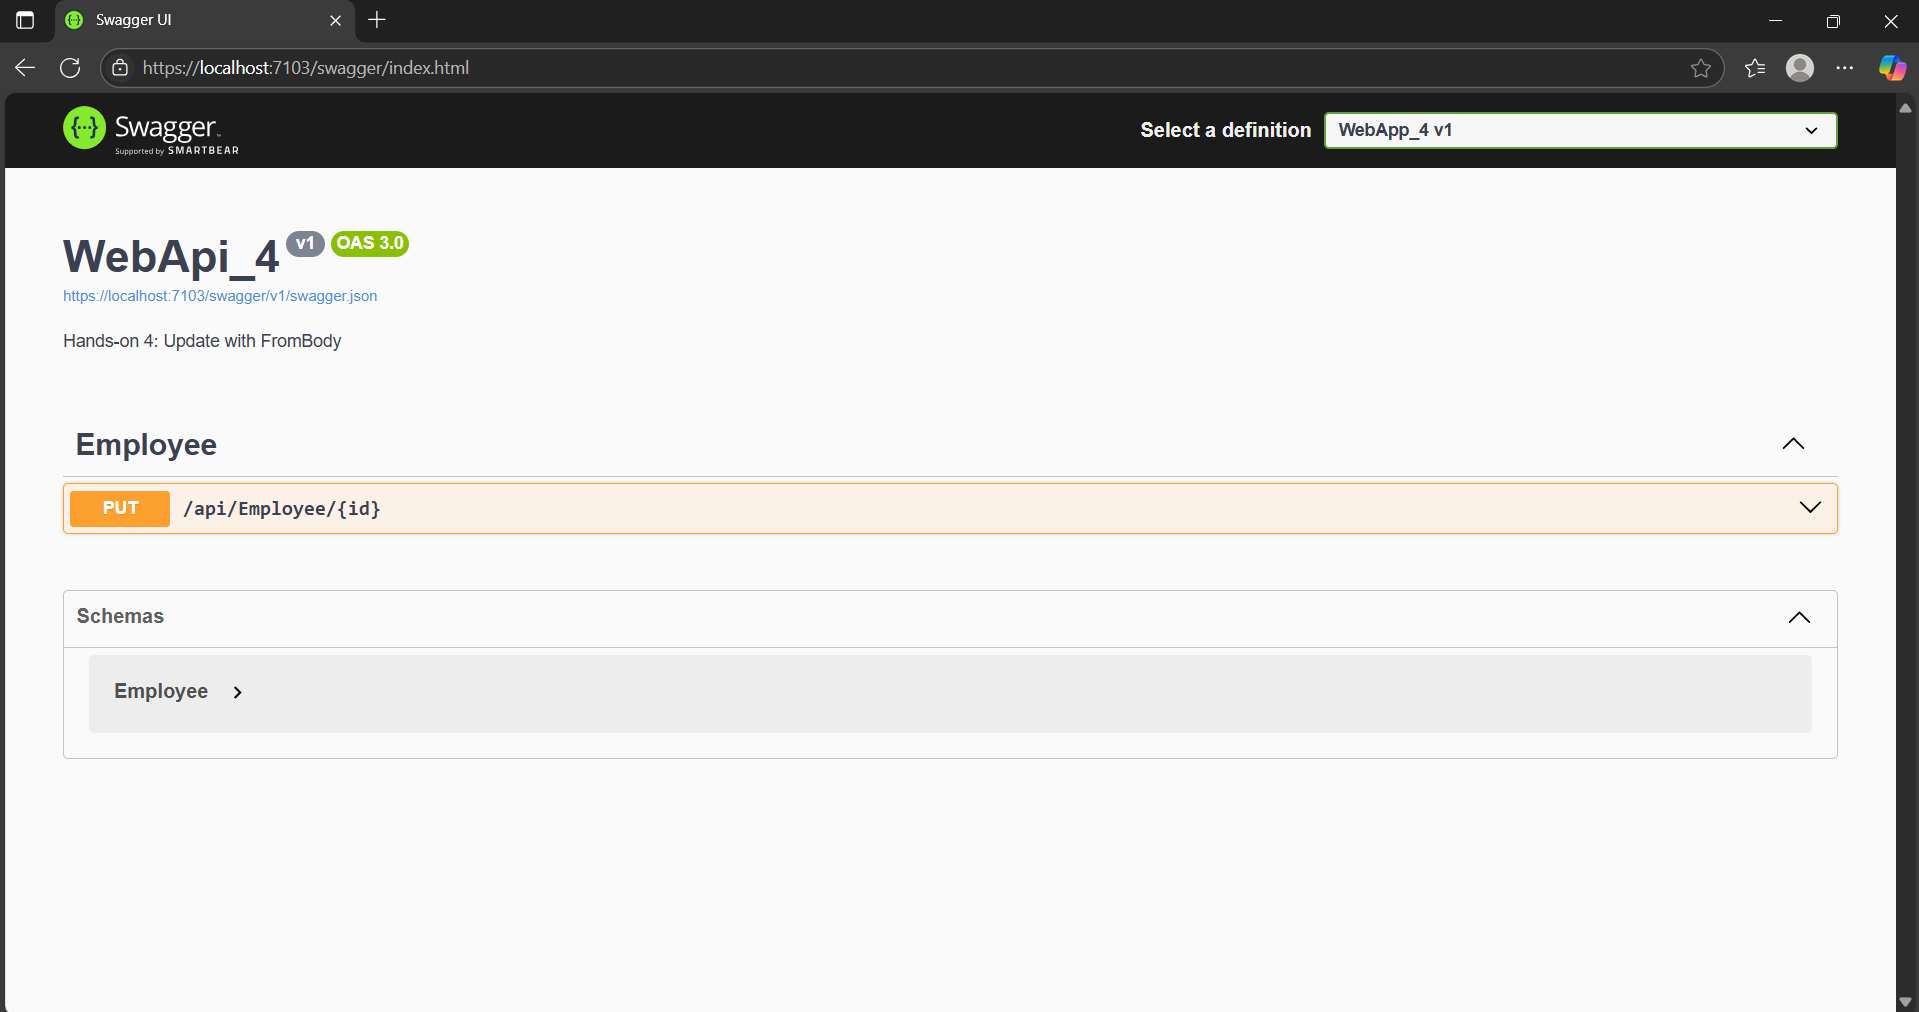 Swagger UI
https://localhost:7103/swagger/index.html
{···} Swagger™
Supported by SMARTBEAR
Select a definition
WebApp_4 v1
WebApi_4 v1 OAS 3.0
https://localhost:7103/swagger/v1/swagger.json
Hands-on 4: Update with FromBody
Employee
PUT /api/Employee/{id}
Schemas
Employee